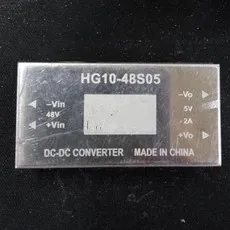 HG10-48S05
−Vin −Vo
48V 5V
2A
+Vin +Vo
DC-DC CONVERTER MADE IN CHINA